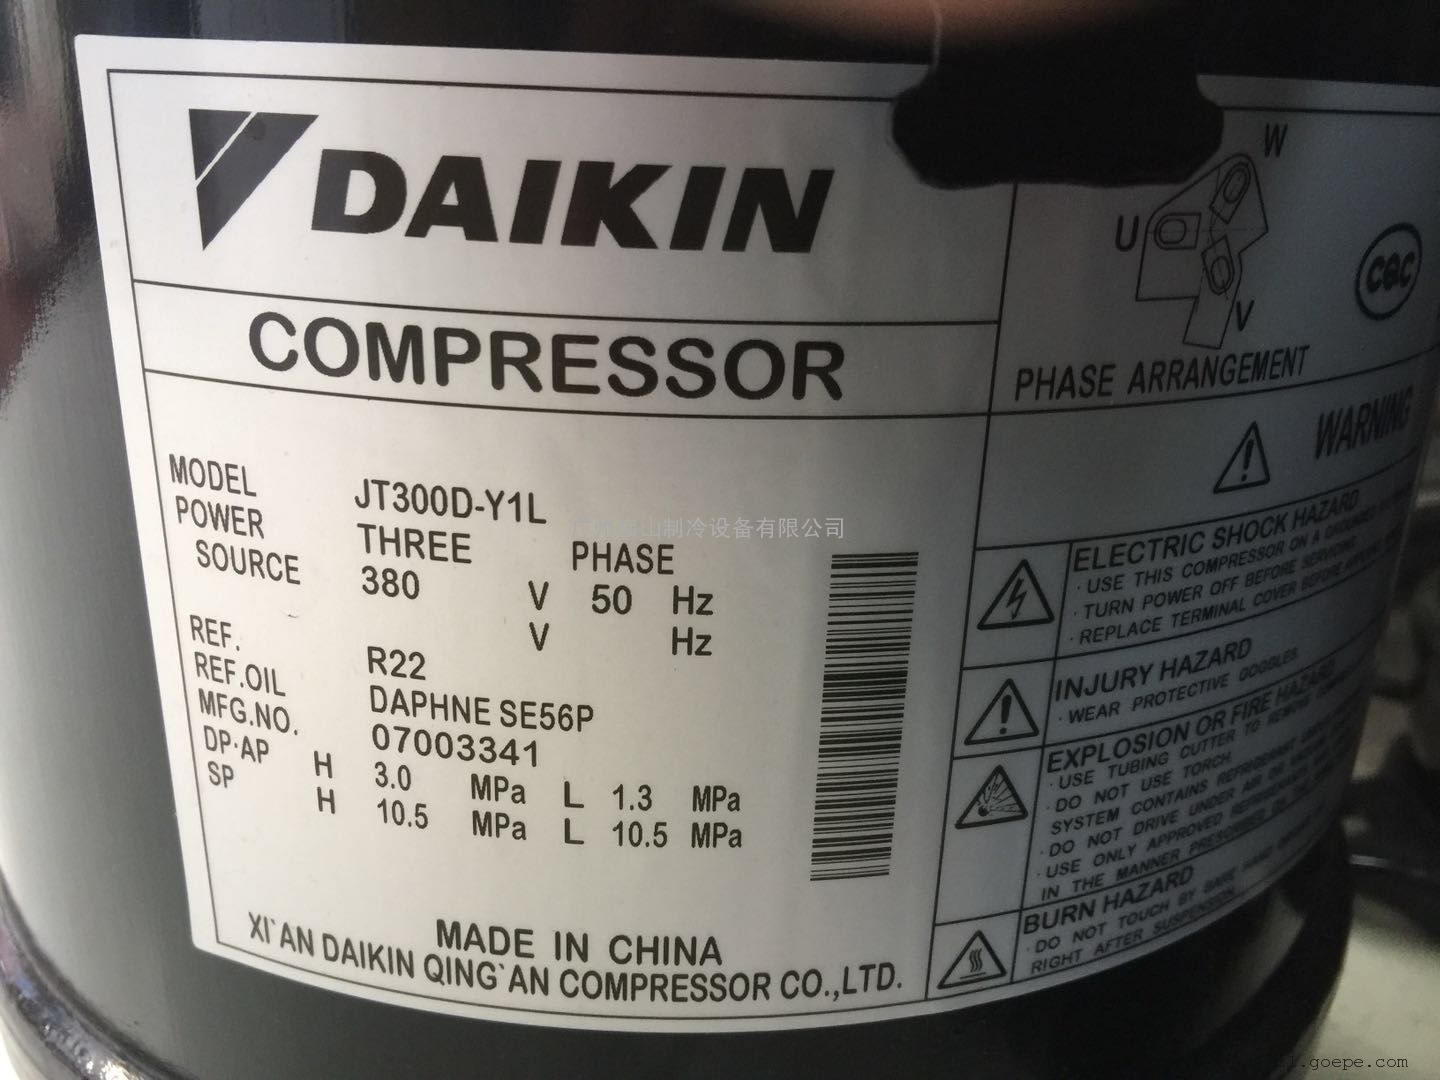 DAIKIN
COMPRESSOR
MODEL JT300D-Y1L
POWER THREE PHASE
SOURCE 380 V 50 Hz
V Hz
REF. R22
REF.OIL DAPHNE SE56P
MFG.NO. 07003341
DP·AP H 3.0 MPa L 1.3 MPa
SP H 10.5 MPa L 10.5 MPa
MADE IN CHINA
XI`AN DAIKIN QING`AN COMPRESSOR CO.,LTD.
W
U
V
CQC
PHASE ARRANGEMENT
WARNING
ELECTRIC SHOCK HAZARD
· USE THIS COMPRESSOR ON A GROUNDED
· TURN POWER OFF BEFORE SERVICING.
· REPLACE TERMINAL COVER BEFORE
INJURY HAZARD
· WEAR PROTECTIVE GOGGLES.
EXPLOSION OR FIRE HAZARD
· USE TUBING CUTTER TO REMOVE
· DO NOT USE TORCH.
SYSTEM CONTAINS REFRIGERANT
· DO NOT DRIVE UNDER AIR OR
· USE ONLY APPROVED
IN THE MANNER PRESCRIBED
BURN HAZARD
· DO NOT TOUCH BY BARE HAND
RIGHT AFTER SUSPENSION.
山制冷设备有限公司
.goepe.com